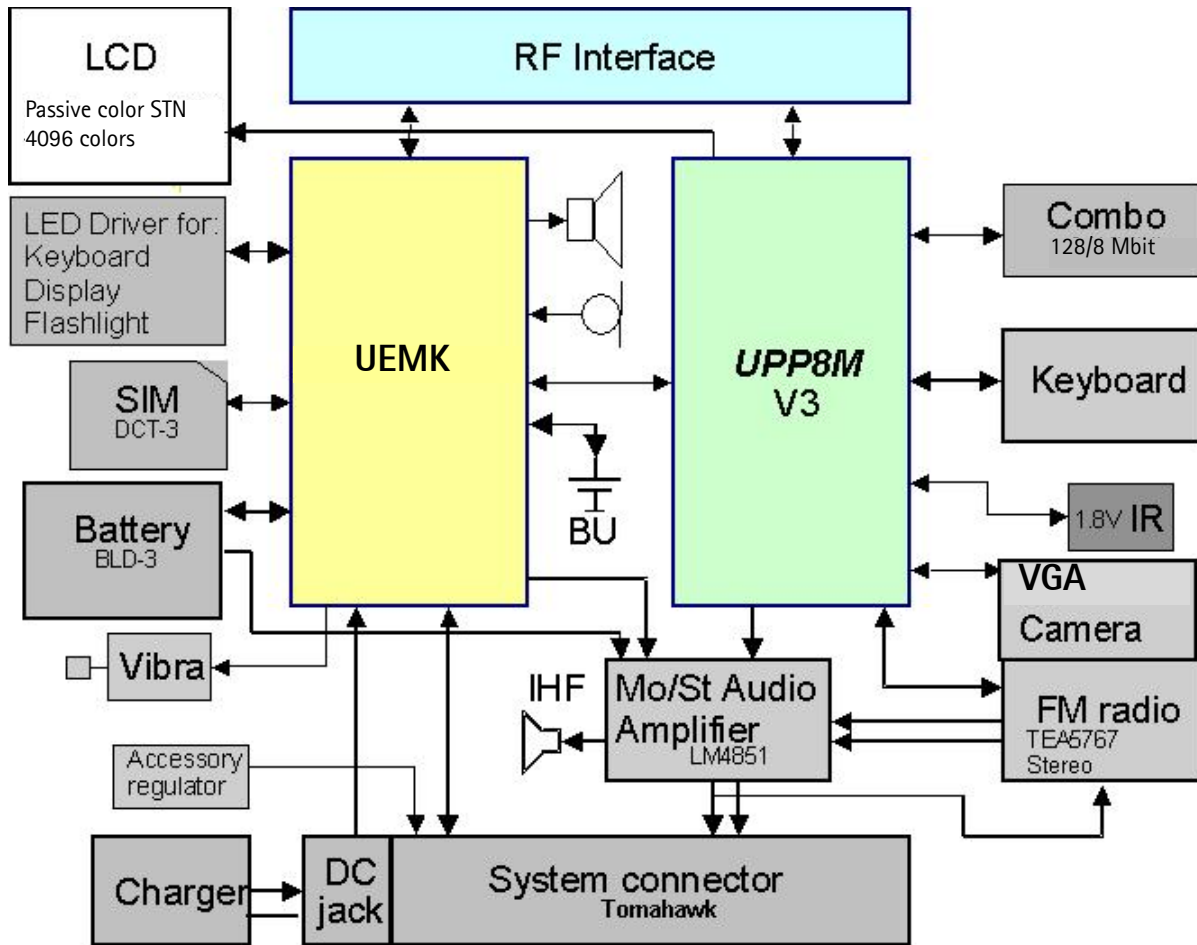 LCD
Passive color STN
4096 colors
RF Interface
LED Driver for:
Keyboard
Display
Flashlight
UEMK
UPP8M
V3
Combo
128/8 Mbit
SIM
DCT-3
Keyboard
Battery
BLD-3
BU
1.8V IR
VGA
Camera
Vibra
IHF
Mo/St Audio
Amplifier
LM4851
FM radio
TEA5767
Stereo
Accessory
regulator
Charger
DC
jack
System connector
Tomahawk